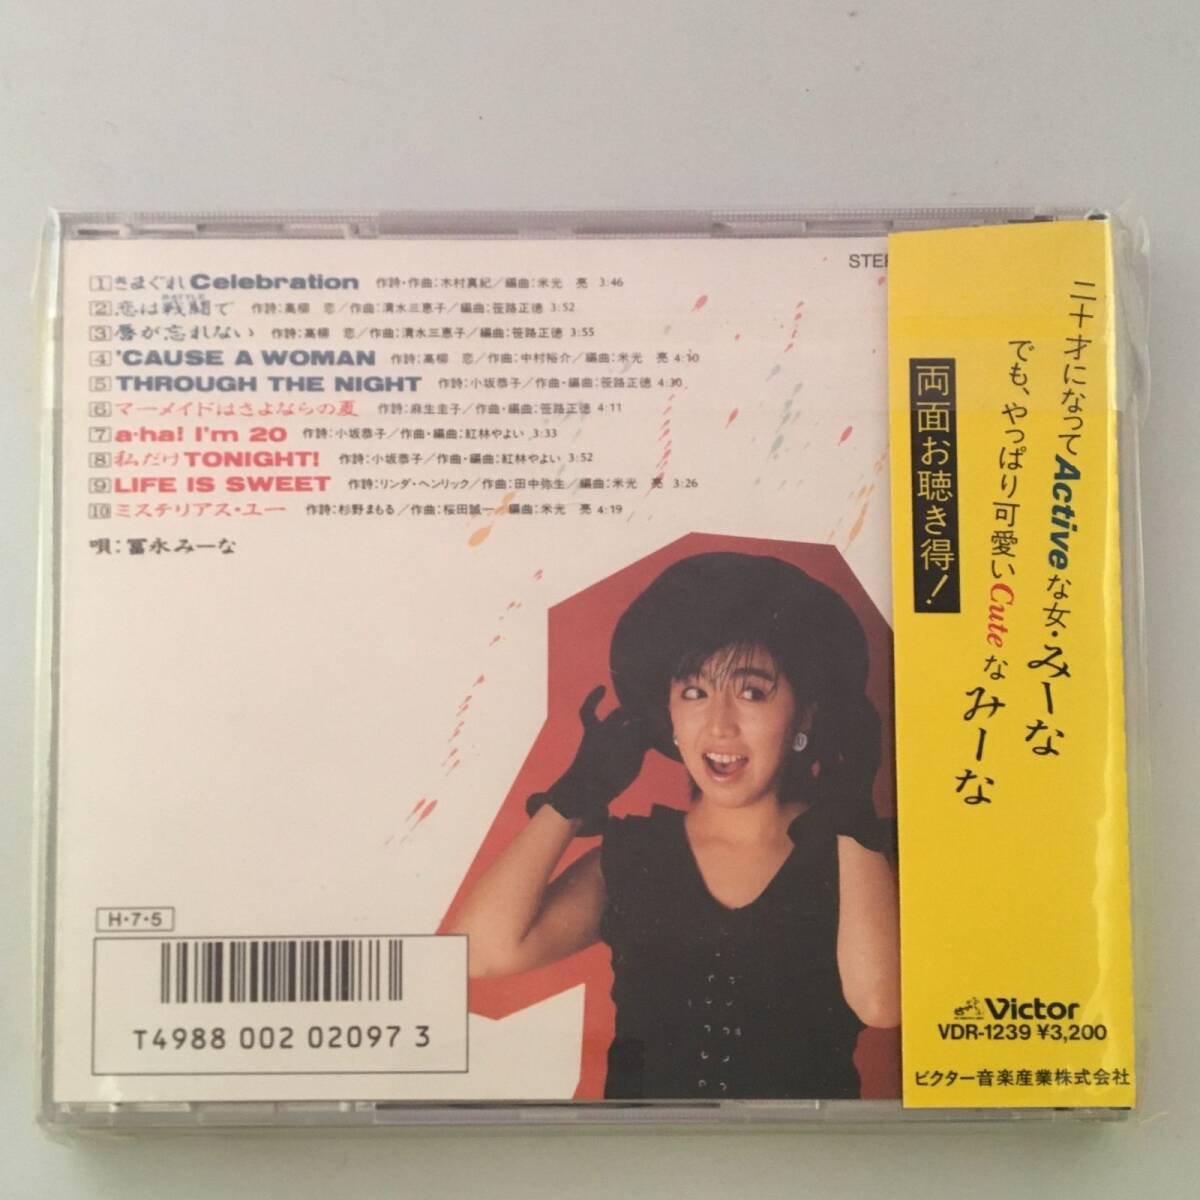 STER
1 きまぐれCelebration 作詩・作曲:木村真紀/編曲:米光 亮 3:46
BATTLE
2 恋は戦闘で 作詩:高柳 恋/作曲:清水三恵子/編曲:笹路正徳 3:52
3 唇が忘れない 作詩:高柳 恋/作曲:清水三恵子/編曲:笹路正徳 3:55
4 'CAUSE A WOMAN 作詩:高柳 恋/作曲:中村裕介/編曲:米光 亮 4:10
5 THROUGH THE NIGHT 作詩:小坂恭子/作曲・編曲:笹路正徳 4:30
6 マーメイドはさよならの夏 作詩:麻生圭子/作曲・編曲:笹路正徳 4:11
7 a・ha! I'm 20 作詩:小坂恭子/作曲・編曲:紅林やよい 3:33
8 私だけTONIGHT! 作詩:小坂恭子/作曲・編曲:紅林やよい 3:52
9 LIFE IS SWEET 作詩:リンダ・ヘンリック/作曲:田中弥生/編曲:米光 亮 3:26
10 ミステリアス・ユー 作詩:杉野まもる/作曲:桜田誠一/編曲:米光 亮 4:19
唄:冨永みーな
H・7・5
T4988 002 02097 3
二十才になってActiveな女・みーな
でも、やっぱり可愛いCuteなみーな
両面お聴き得!
Victor
VDR-1239 ¥3,200
ビクター音楽産業株式会社